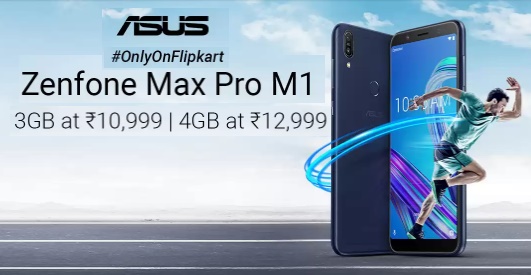 ASUS
#OnlyOnFlipkart
Zenfone Max Pro M1
3GB at ₹10,999 | 4GB at ₹12,999